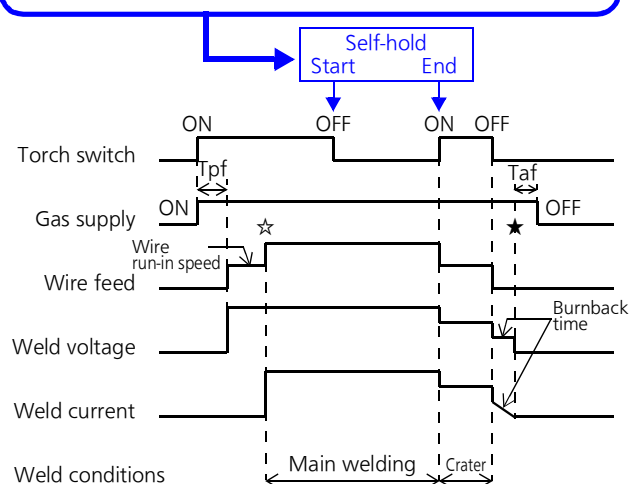 Self-hold
Start End
ON OFF ON OFF
Torch switch
Tpf Taf
Gas supply ON OFF
☆ ★
Wire
run-in speed
Wire feed
Burnback
time
Weld voltage
Weld current
Weld conditions Main welding Crater